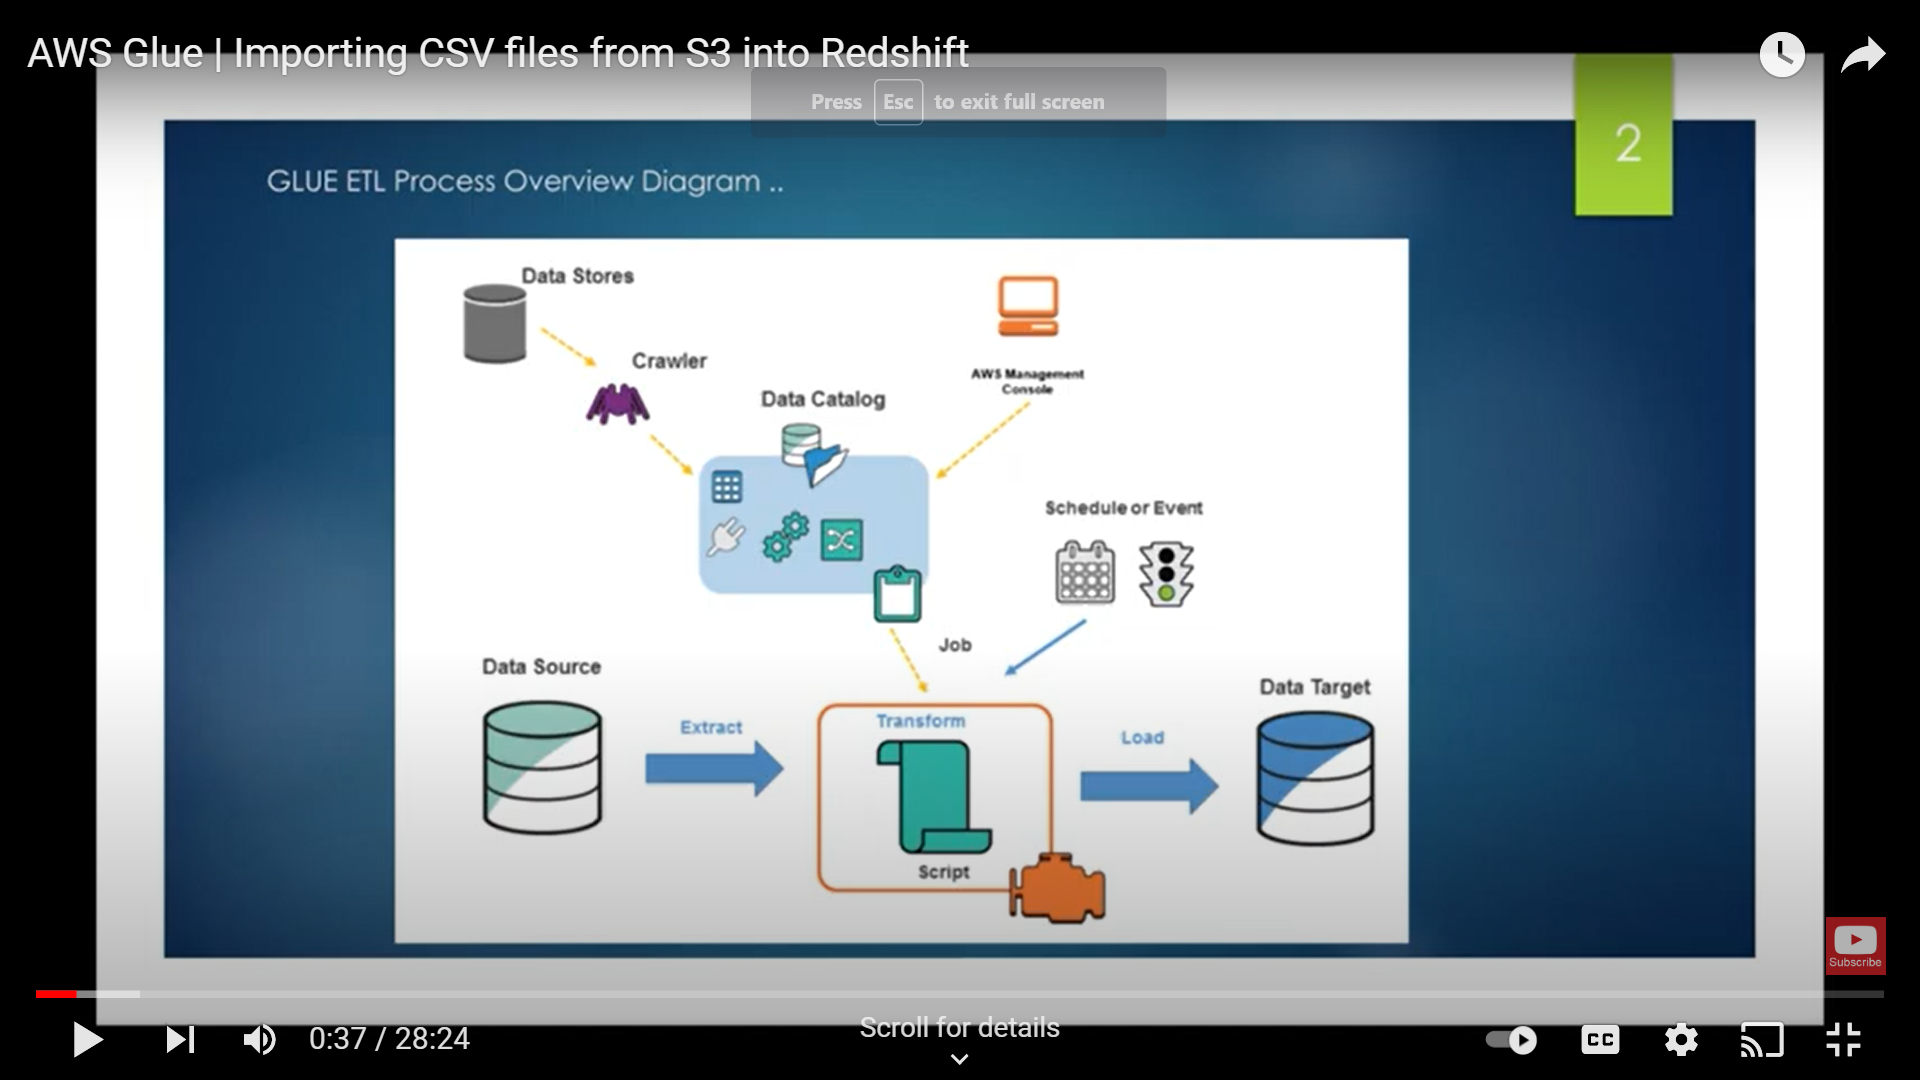 AWS Glue | Importing CSV files from S3 into Redshift
Press Esc to exit full screen
2
GLUE ETL Process Overview Diagram ..
Data Stores
Crawler
Data Catalog
AWS Management
Console
Schedule or Event
Job
Data Source
Extract
Transform
Script
Load
Data Target
Subscribe
0:37 / 28:24
Scroll for details
CC